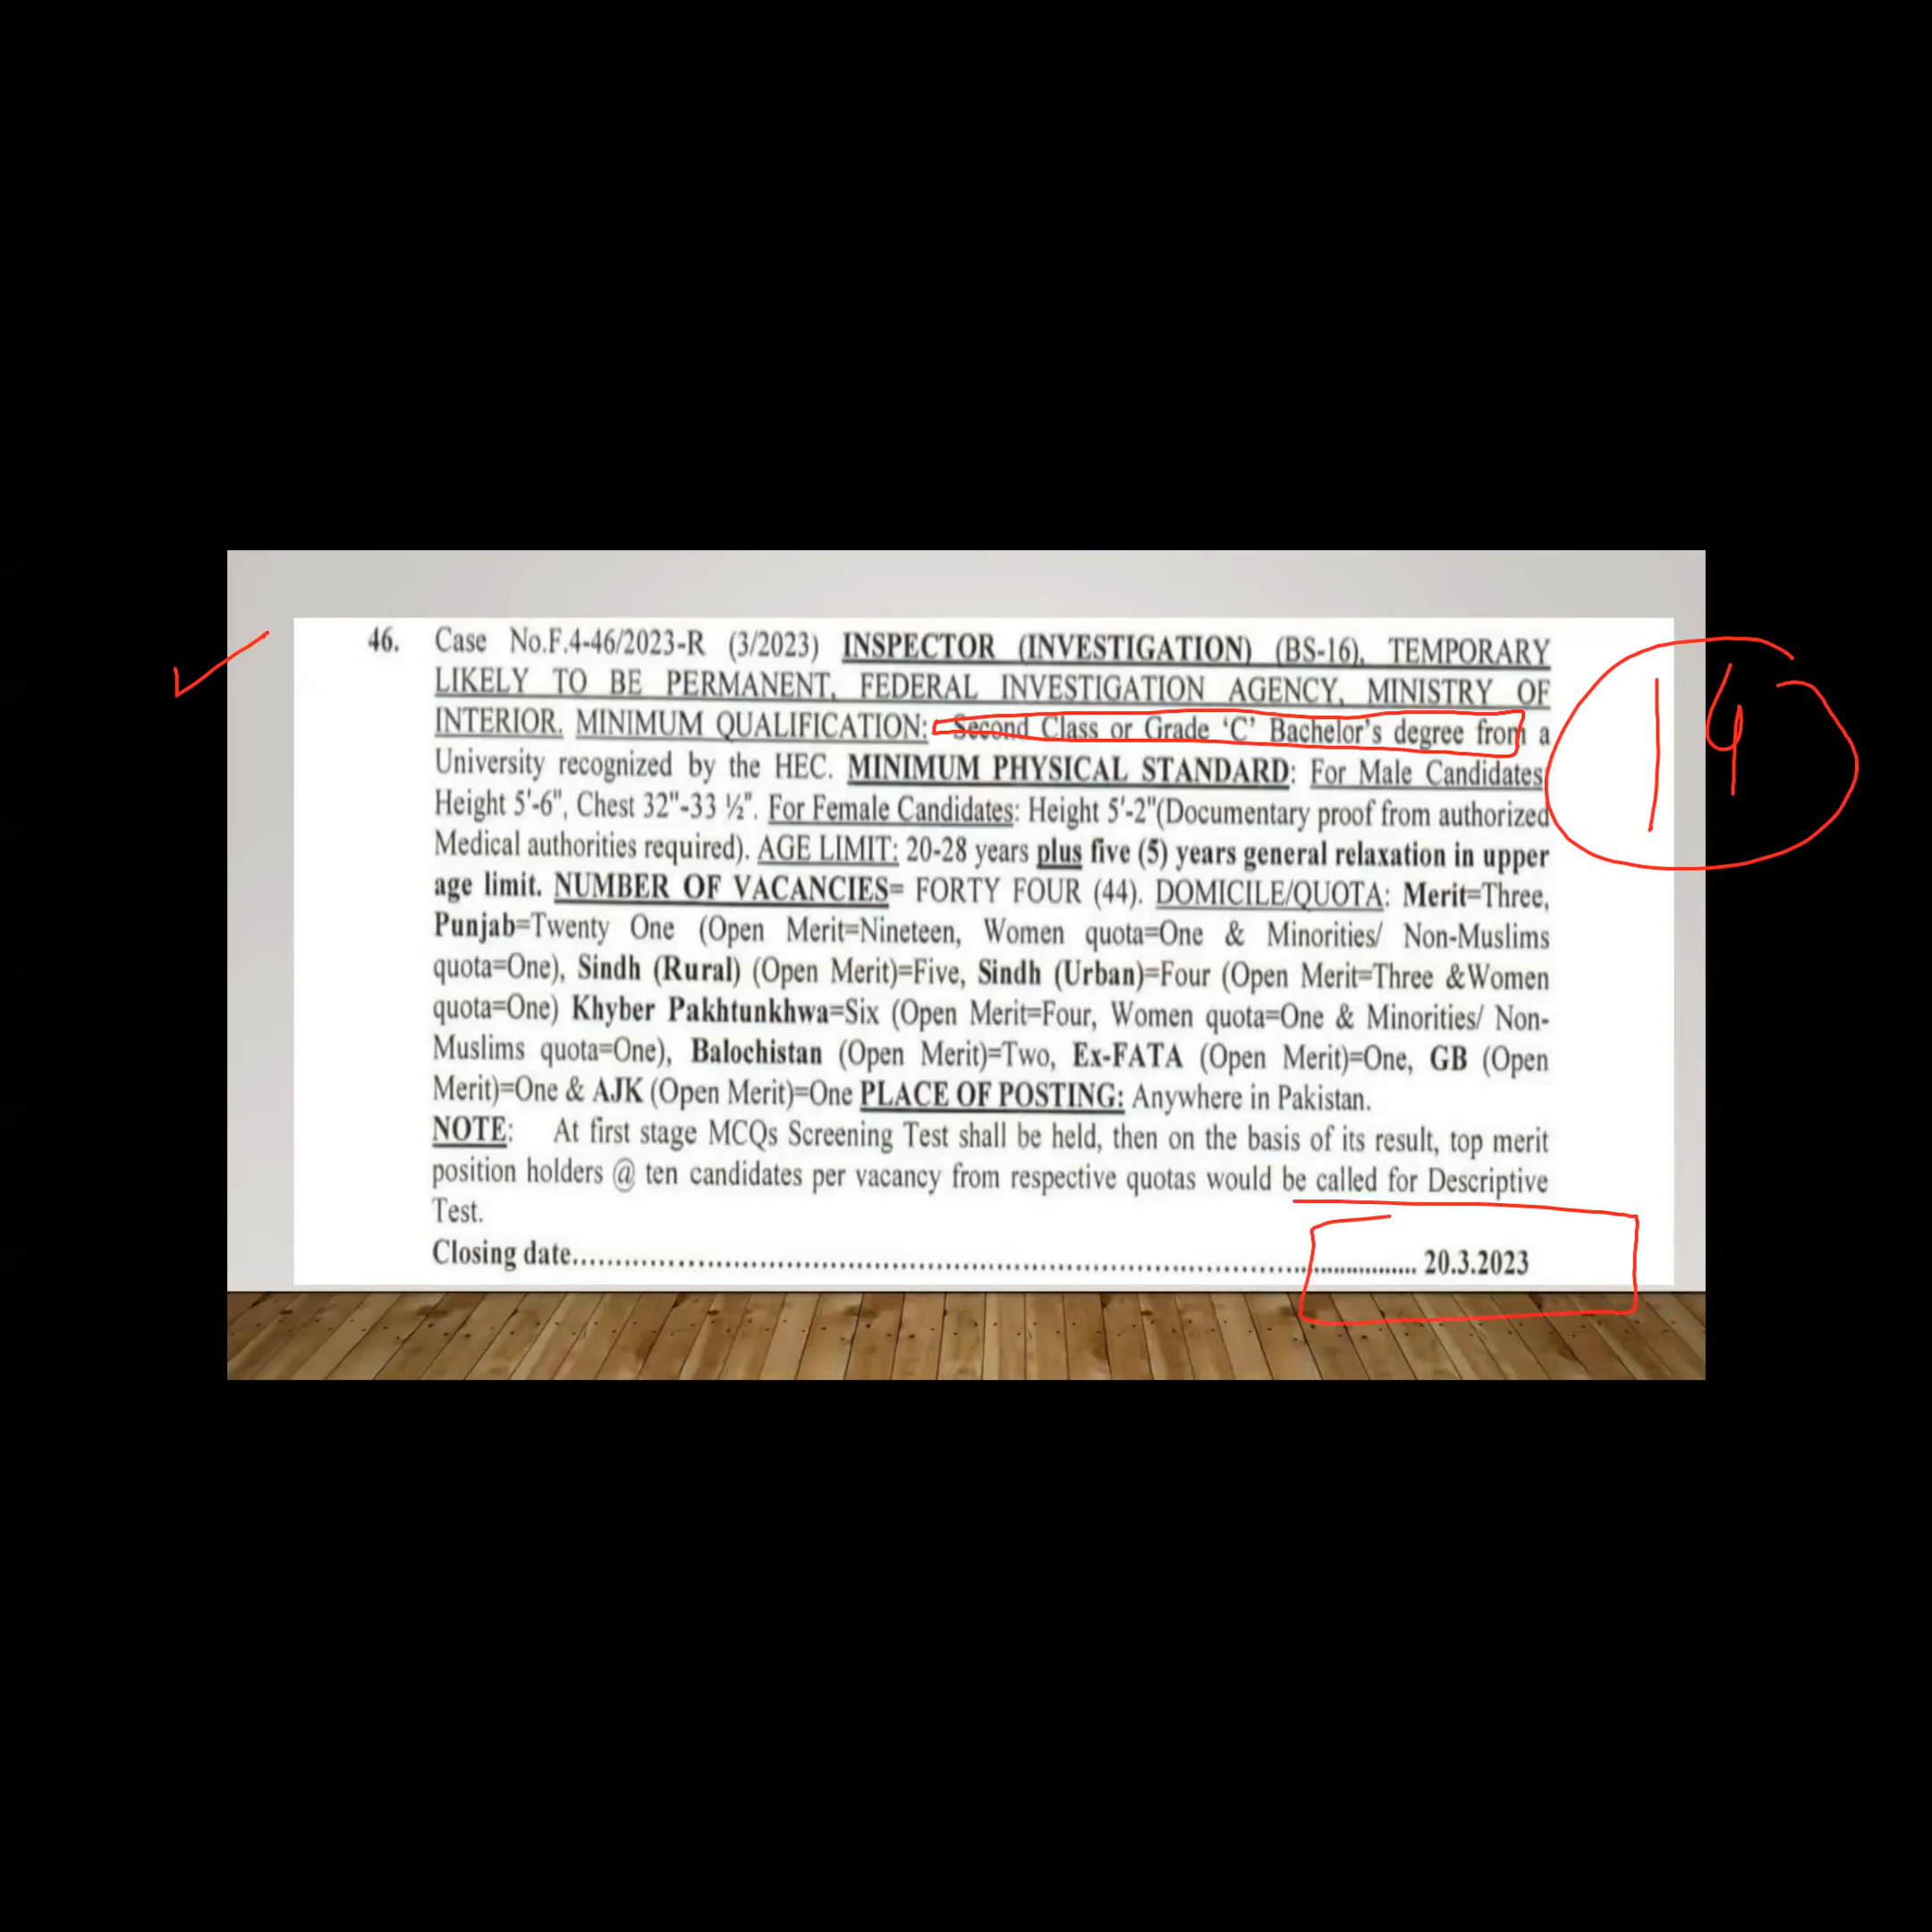 46. Case No.F.4-46/2023-R (3/2023) INSPECTOR (INVESTIGATION) (BS-16), TEMPORARY
LIKELY TO BE PERMANENT, FEDERAL INVESTIGATION AGENCY, MINISTRY OF
INTERIOR. MINIMUM QUALIFICATION: Second Class or Grade ‘C’ Bachelor’s degree from a
University recognized by the HEC. MINIMUM PHYSICAL STANDARD: For Male Candidates
Height 5'-6", Chest 32"-33 ½". For Female Candidates: Height 5'-2"(Documentary proof from authorized
Medical authorities required). AGE LIMIT: 20-28 years plus five (5) years general relaxation in upper
age limit. NUMBER OF VACANCIES= FORTY FOUR (44). DOMICILE/QUOTA: Merit=Three,
Punjab=Twenty One (Open Merit=Nineteen, Women quota=One & Minorities/ Non-Muslims
quota=One), Sindh (Rural) (Open Merit)=Five, Sindh (Urban)=Four (Open Merit=Three &Women
quota=One) Khyber Pakhtunkhwa=Six (Open Merit=Four, Women quota=One & Minorities/ Non-
Muslims quota=One), Balochistan (Open Merit)=Two, Ex-FATA (Open Merit)=One, GB (Open
Merit)=One & AJK (Open Merit)=One PLACE OF POSTING: Anywhere in Pakistan.
NOTE: At first stage MCQs Screening Test shall be held, then on the basis of its result, top merit
position holders @ ten candidates per vacancy from respective quotas would be called for Descriptive
Test.
Closing date.................................................................................................... 20.3.2023
14